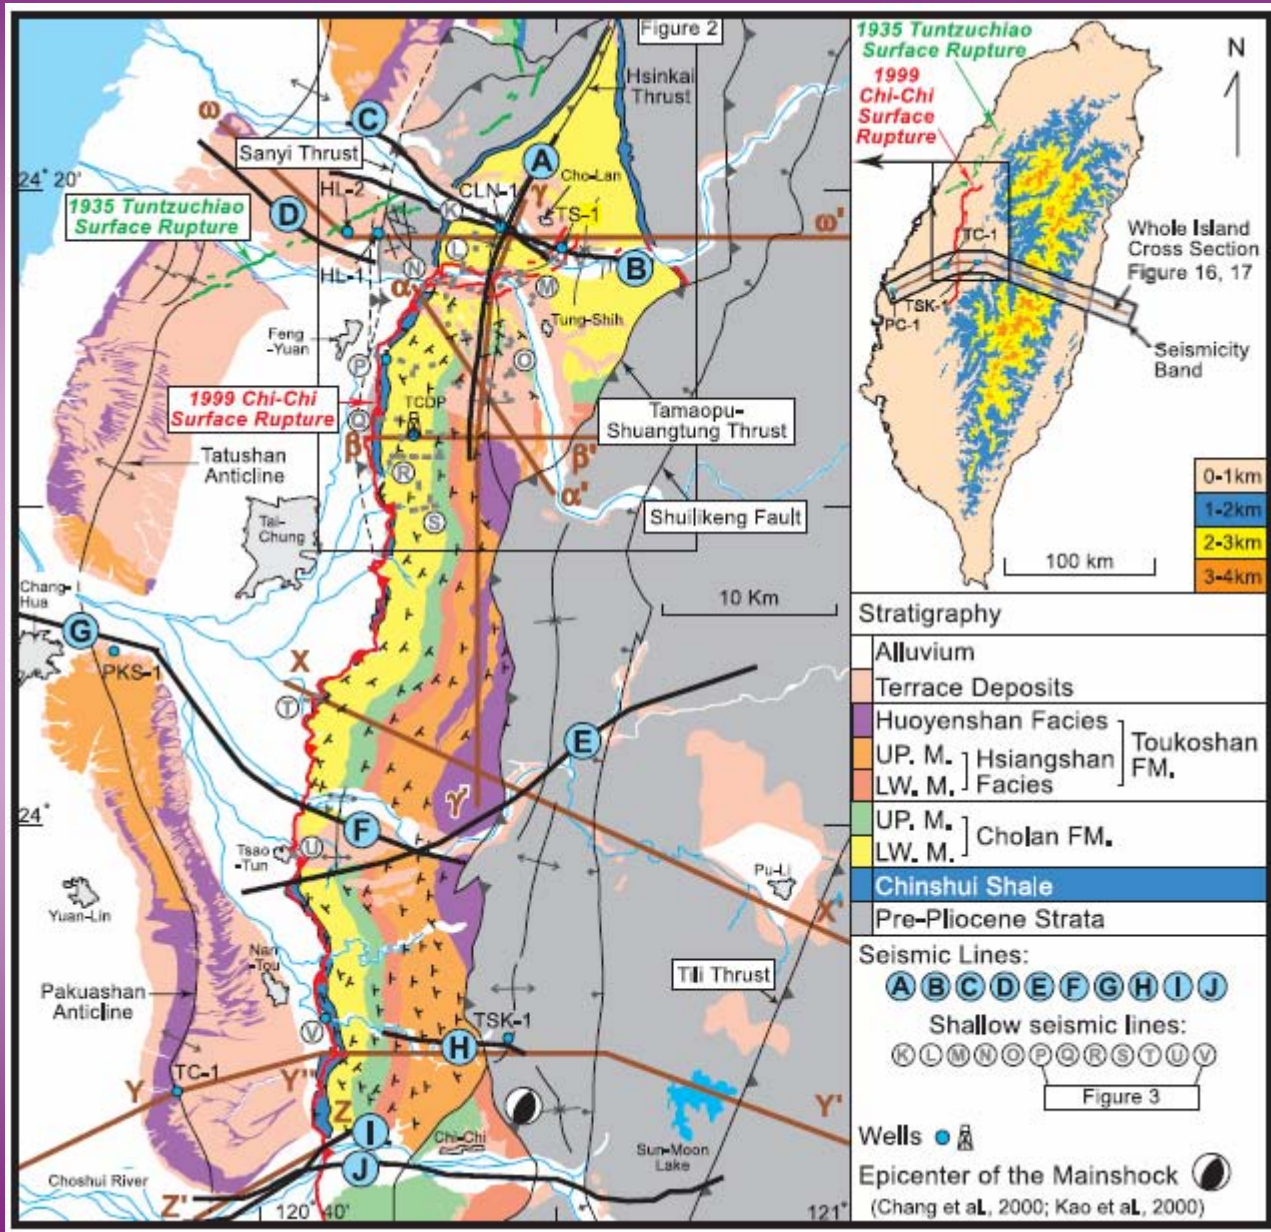 Figure 2
Hsinkai
Thrust
ω
C
Sanyi Thrust
A
Cho-Lan
24° 20'
HL-2
CLN-1
γ
1935 Tuntzuchiao
Surface Rupture
D
K
TS-1
ω'
L
HL-1
N
B
α
M
Feng
-Yuan
Tung-Shih
P
O
1999 Chi-Chi
Surface Rupture
TCDP
Q
Tamaopu-
Shuangtung Thrust
β
β'
Tatushan
Anticline
R
α'
Tai-
Chung
S
Shuilikeng Fault
Chang-
Hua
10 Km
G
PKS-1
X
T
E
γ'
24°
F
Tsao
-Tun
U
Pu-Li
Yuan-Lin
X'
Nan
-Tou
Tili Thrust
Pakuashan
Anticline
V
TSK-1
H
Y
TC-1
Y''
Y'
Z
I
Chi-Chi
Sun-Moon
Lake
J
Choshui River
Z'
120° 40'
121°
1935 Tuntzuchiao
Surface Rupture
N
1999
Chi-Chi
Surface
Rupture
TC-1
Whole Island
Cross Section
Figure 16, 17
TSK-1
PC-1
Seismicity
Band
0-1km
1-2km
2-3km
3-4km
100 km
Stratigraphy
Alluvium
Terrace Deposits
Huoyenshan Facies
UP. M.
LW. M.
Hsiangshan
Facies
Toukoshan
FM.
UP. M.
LW. M.
Cholan FM.
Chinshui Shale
Pre-Pliocene Strata
Seismic Lines:
A B C D E F G H I J
Shallow seismic lines:
K L M N O P Q R S T U V
Figure 3
Wells
Epicenter of the Mainshock
(Chang et al, 2000; Kao et al, 2000)